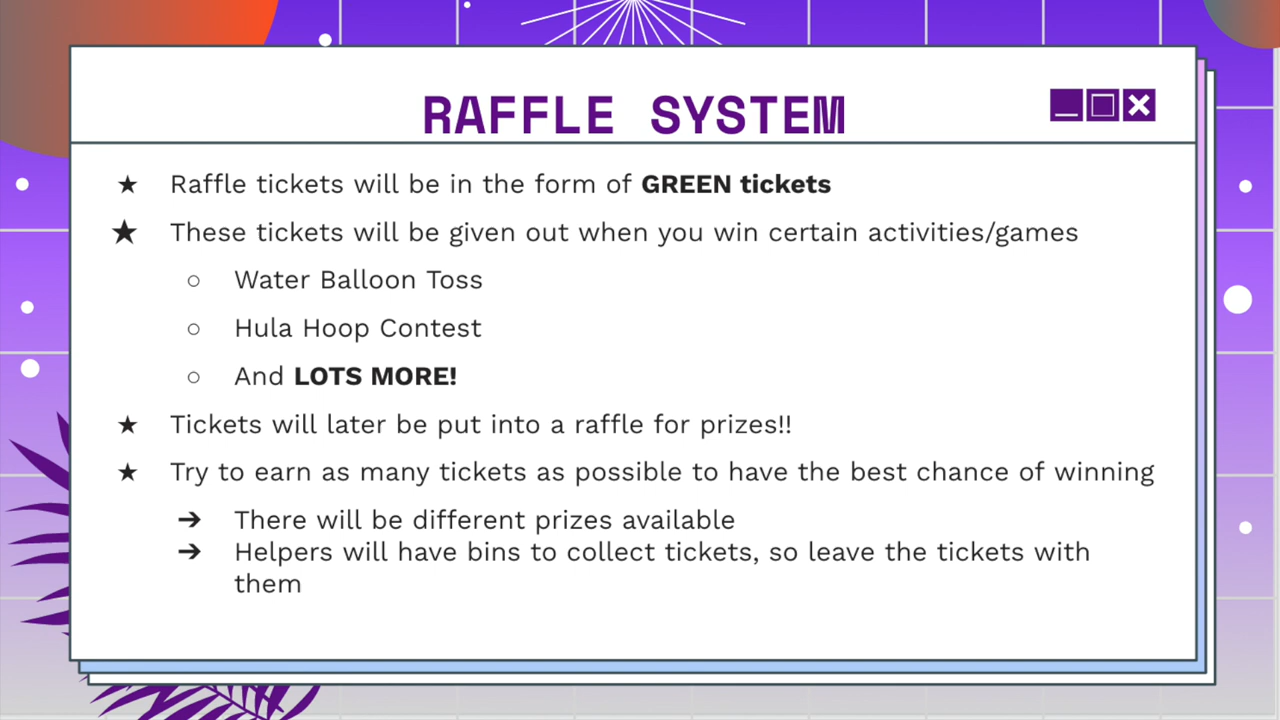 RAFFLE SYSTEM
★ Raffle tickets will be in the form of GREEN tickets
★ These tickets will be given out when you win certain activities/games
○ Water Balloon Toss
○ Hula Hoop Contest
○ And LOTS MORE!
★ Tickets will later be put into a raffle for prizes!!
★ Try to earn as many tickets as possible to have the best chance of winning
➔ There will be different prizes available
➔ Helpers will have bins to collect tickets, so leave the tickets with
them